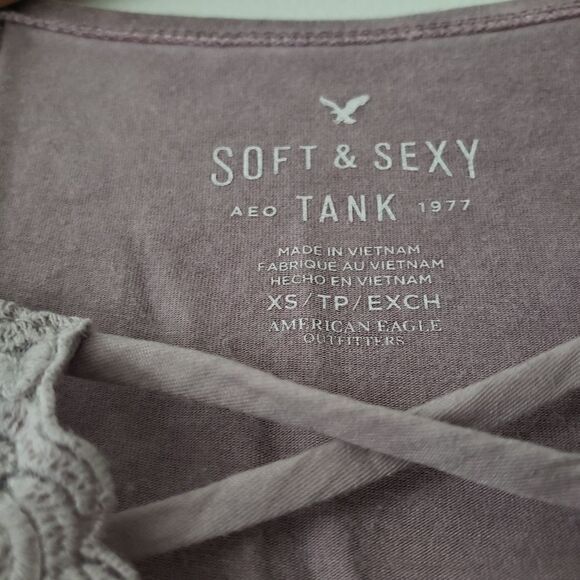 SOFT & SEXY
AEO TANK 1977
MADE IN VIETNAM
FABRIQUE AU VIETNAM
HECHO EN VIETNAM
XS/TP/EXCH
AMERICAN EAGLE
OUTFITTERS